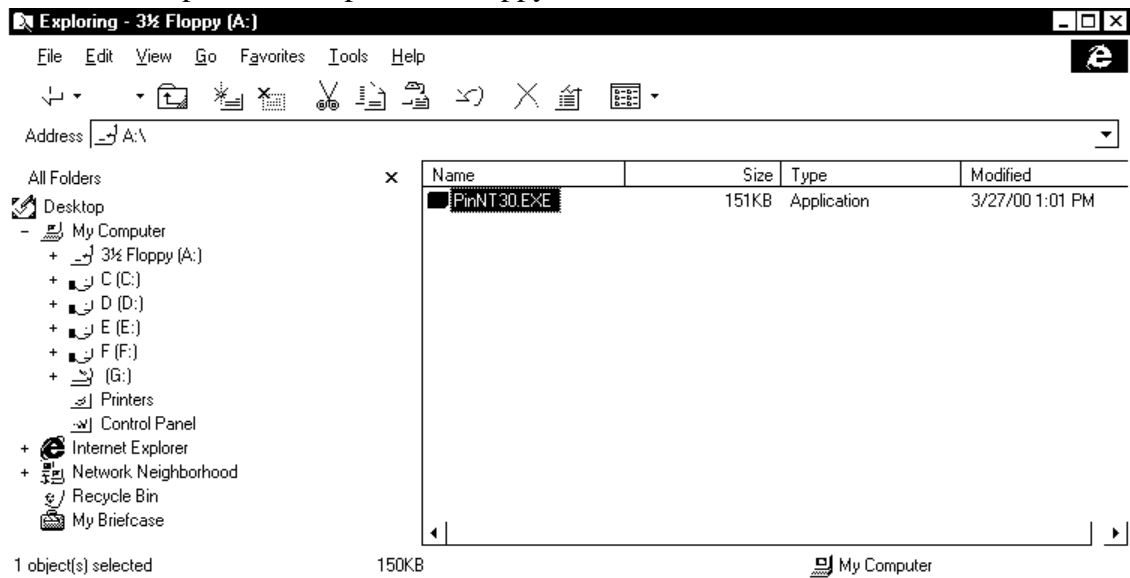 Exploring - 3½ Floppy (A:)
File Edit View Go Favorites Tools Help
Address A:\
All Folders
Name Size Type Modified
PinNT30.EXE 151KB Application 3/27/00 1:01 PM
Desktop
My Computer
3½ Floppy (A:)
C (C:)
D (D:)
E (E:)
F (F:)
(G:)
Printers
Control Panel
Internet Explorer
Network Neighborhood
Recycle Bin
My Briefcase
1 object(s) selected 150KB My Computer